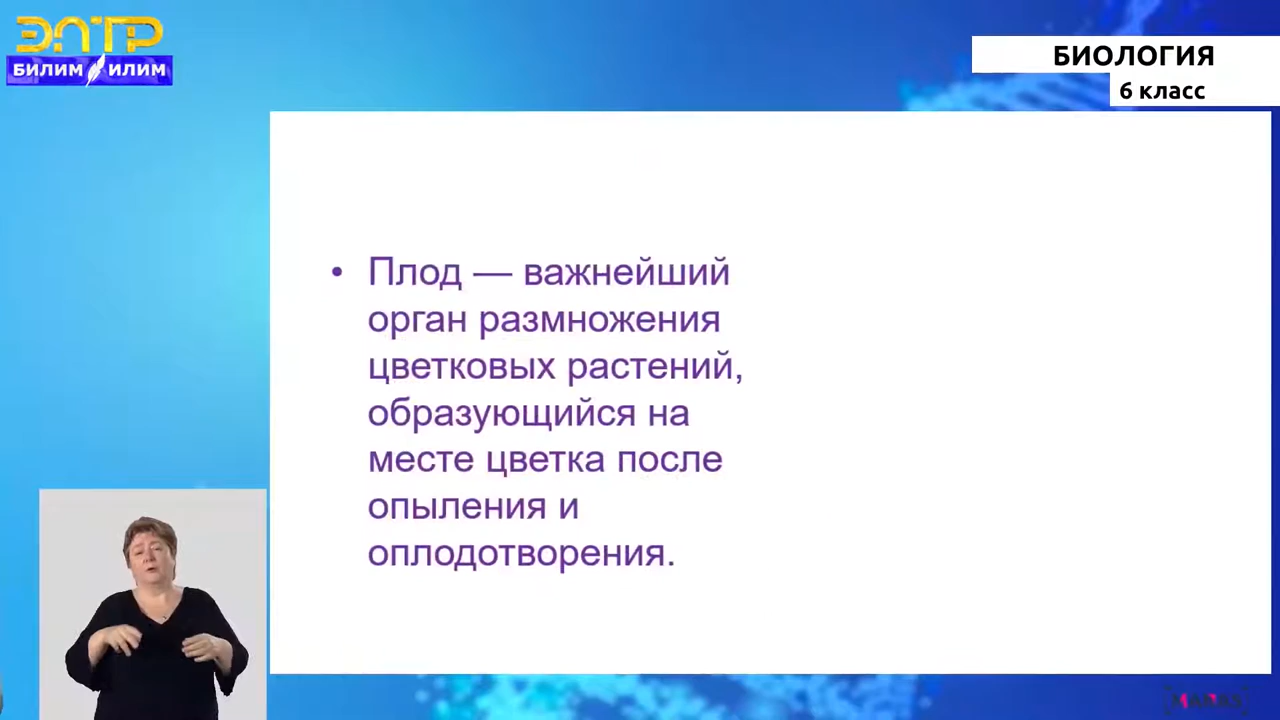 ЭЛТР
БИЛИМ ИЛИМ
БИОЛОГИЯ
6 класс
• Плод — важнейший
орган размножения
цветковых растений,
образующийся на
месте цветка после
опыления и
оплодотворения.